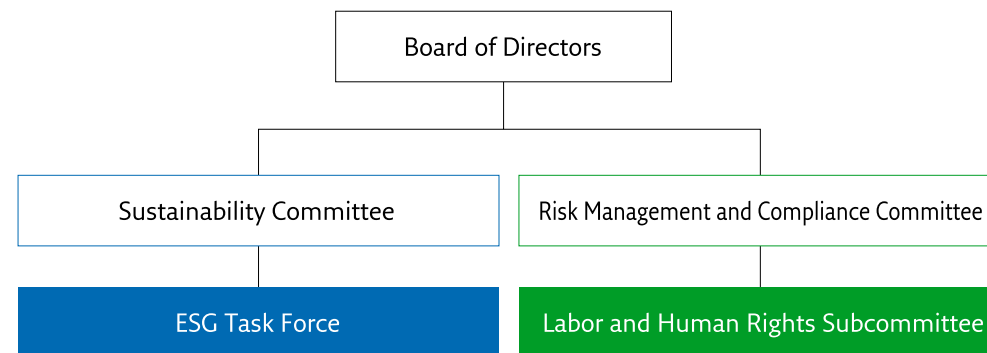 Board of Directors
Sustainability Committee
Risk Management and Compliance Committee
ESG Task Force
Labor and Human Rights Subcommittee